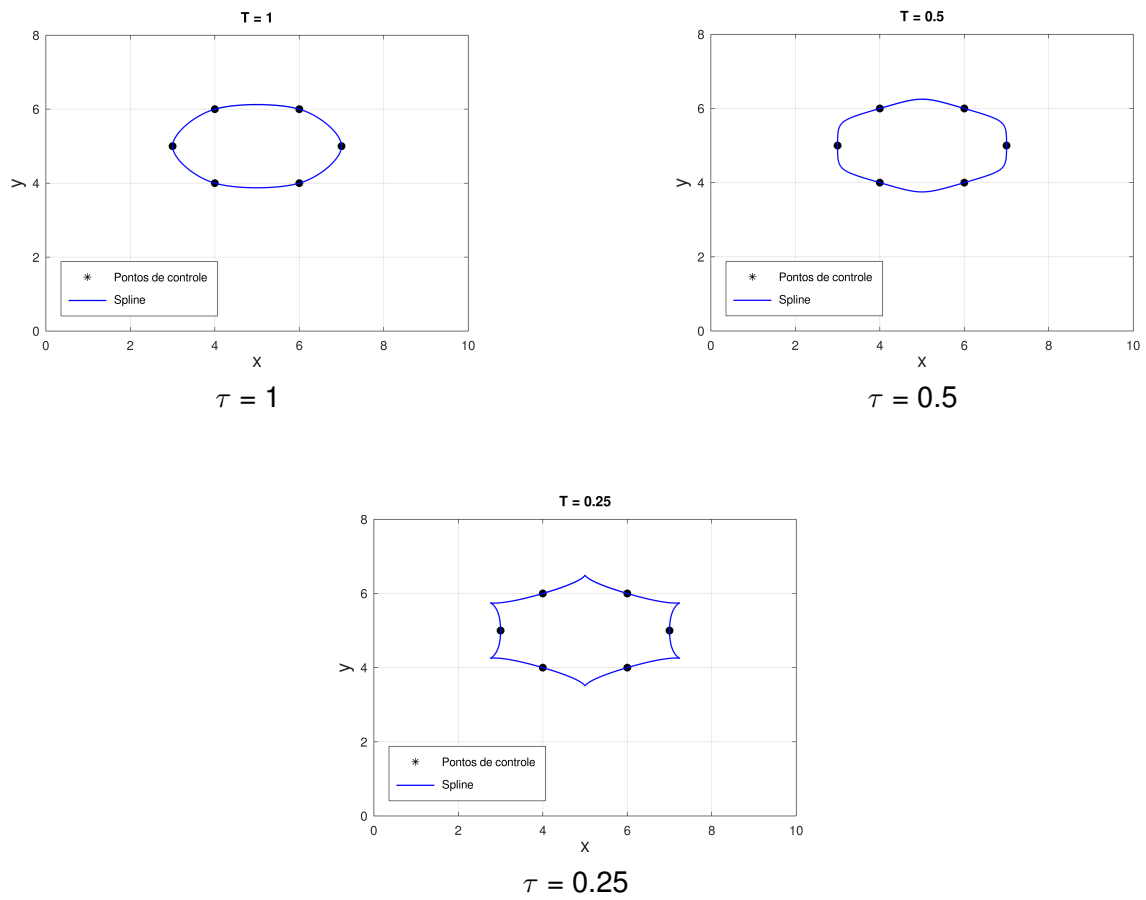 T = 1
8
6
4
2
0
y
0 2 4 6 8 10
x
Pontos de controle
Spline
τ = 1
T = 0.5
8
6
4
2
0
y
0 2 4 6 8 10
x
Pontos de controle
Spline
τ = 0.5
T = 0.25
8
6
4
2
0
y
0 2 4 6 8 10
x
Pontos de controle
Spline
τ = 0.25